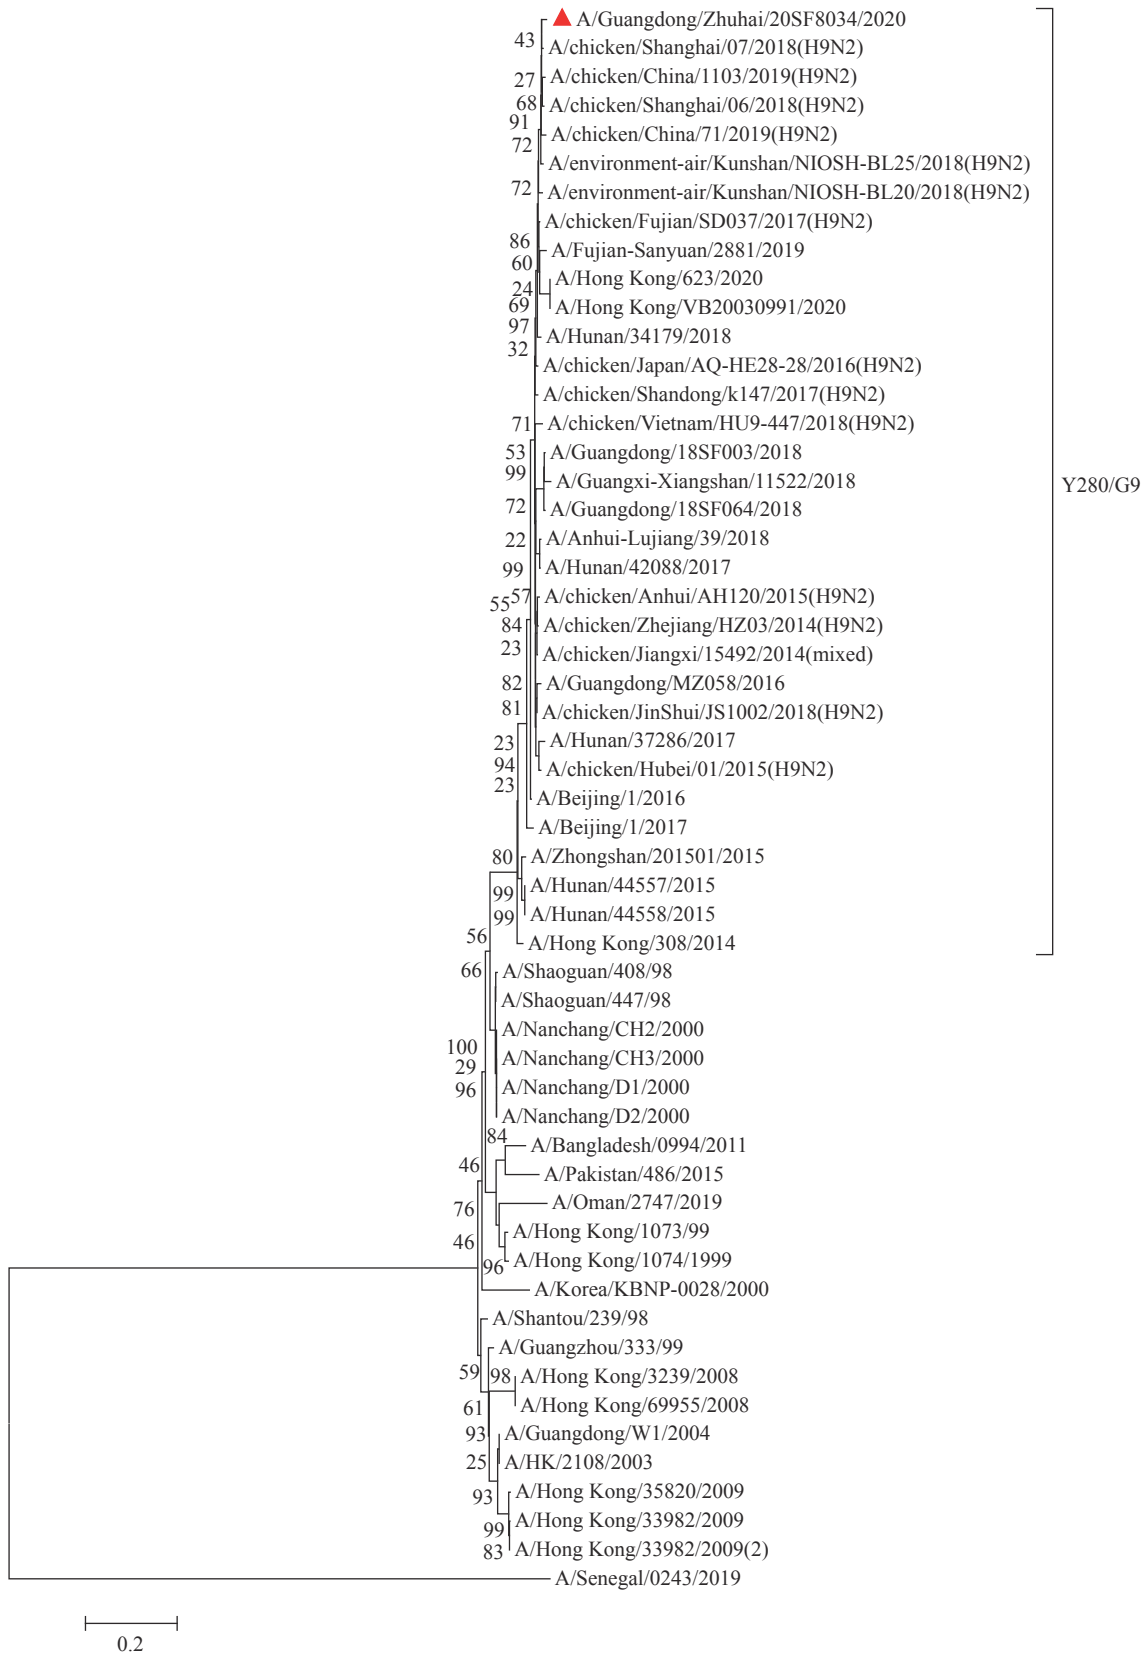 A/Guangdong/Zhuhai/20SF8034/2020
43
A/chicken/Shanghai/07/2018(H9N2)
27
A/chicken/China/1103/2019(H9N2)
68
A/chicken/Shanghai/06/2018(H9N2)
91
A/chicken/China/71/2019(H9N2)
72
A/environment-air/Kunshan/NIOSH-BL25/2018(H9N2)
72
A/environment-air/Kunshan/NIOSH-BL20/2018(H9N2)
A/chicken/Fujian/SD037/2017(H9N2)
86
A/Fujian-Sanyuan/2881/2019
60
A/Hong Kong/623/2020
24
69
A/Hong Kong/VB20030991/2020
97
A/Hunan/34179/2018
32
A/chicken/Japan/AQ-HE28-28/2016(H9N2)
A/chicken/Shandong/k147/2017(H9N2)
71
A/chicken/Vietnam/HU9-447/2018(H9N2)
53
A/Guangdong/18SF003/2018
99
A/Guangxi-Xiangshan/11522/2018
Y280/G9
72
A/Guangdong/18SF064/2018
22
A/Anhui-Lujiang/39/2018
99
A/Hunan/42088/2017
57
A/chicken/Anhui/AH120/2015(H9N2)
55
84
A/chicken/Zhejiang/HZ03/2014(H9N2)
23
A/chicken/Jiangxi/15492/2014(mixed)
82
A/Guangdong/MZ058/2016
81
A/chicken/JinShui/JS1002/2018(H9N2)
23
A/Hunan/37286/2017
94
A/chicken/Hubei/01/2015(H9N2)
23
A/Beijing/1/2016
A/Beijing/1/2017
80
A/Zhongshan/201501/2015
99
A/Hunan/44557/2015
99
A/Hunan/44558/2015
56
A/Hong Kong/308/2014
66
A/Shaoguan/408/98
A/Shaoguan/447/98
A/Nanchang/CH2/2000
100
A/Nanchang/CH3/2000
29
96
A/Nanchang/D1/2000
A/Nanchang/D2/2000
84
A/Bangladesh/0994/2011
46
A/Pakistan/486/2015
76
A/Oman/2747/2019
46
A/Hong Kong/1073/99
96
A/Hong Kong/1074/1999
A/Korea/KBNP-0028/2000
A/Shantou/239/98
A/Guangzhou/333/99
59
98
A/Hong Kong/3239/2008
61
A/Hong Kong/69955/2008
93
A/Guangdong/W1/2004
25
A/HK/2108/2003
93
A/Hong Kong/35820/2009
99
A/Hong Kong/33982/2009
83
A/Hong Kong/33982/2009(2)
A/Senegal/0243/2019
0.2